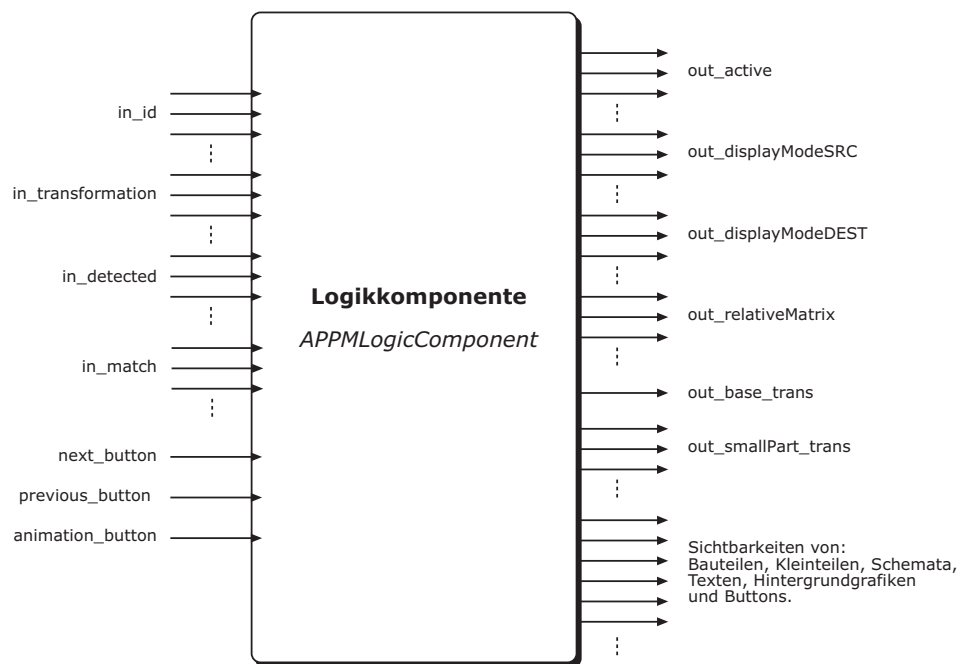 in_id
in_transformation
in_detected
in_match
next_button
previous_button
animation_button
Logikkomponente
APPMLogicComponent
out_active
out_displayModeSRC
out_displayModeDEST
out_relativeMatrix
out_base_trans
out_smallPart_trans
Sichtbarkeiten von:
Bauteilen, Kleinteilen, Schemata,
Texten, Hintergrundgrafiken
und Buttons.